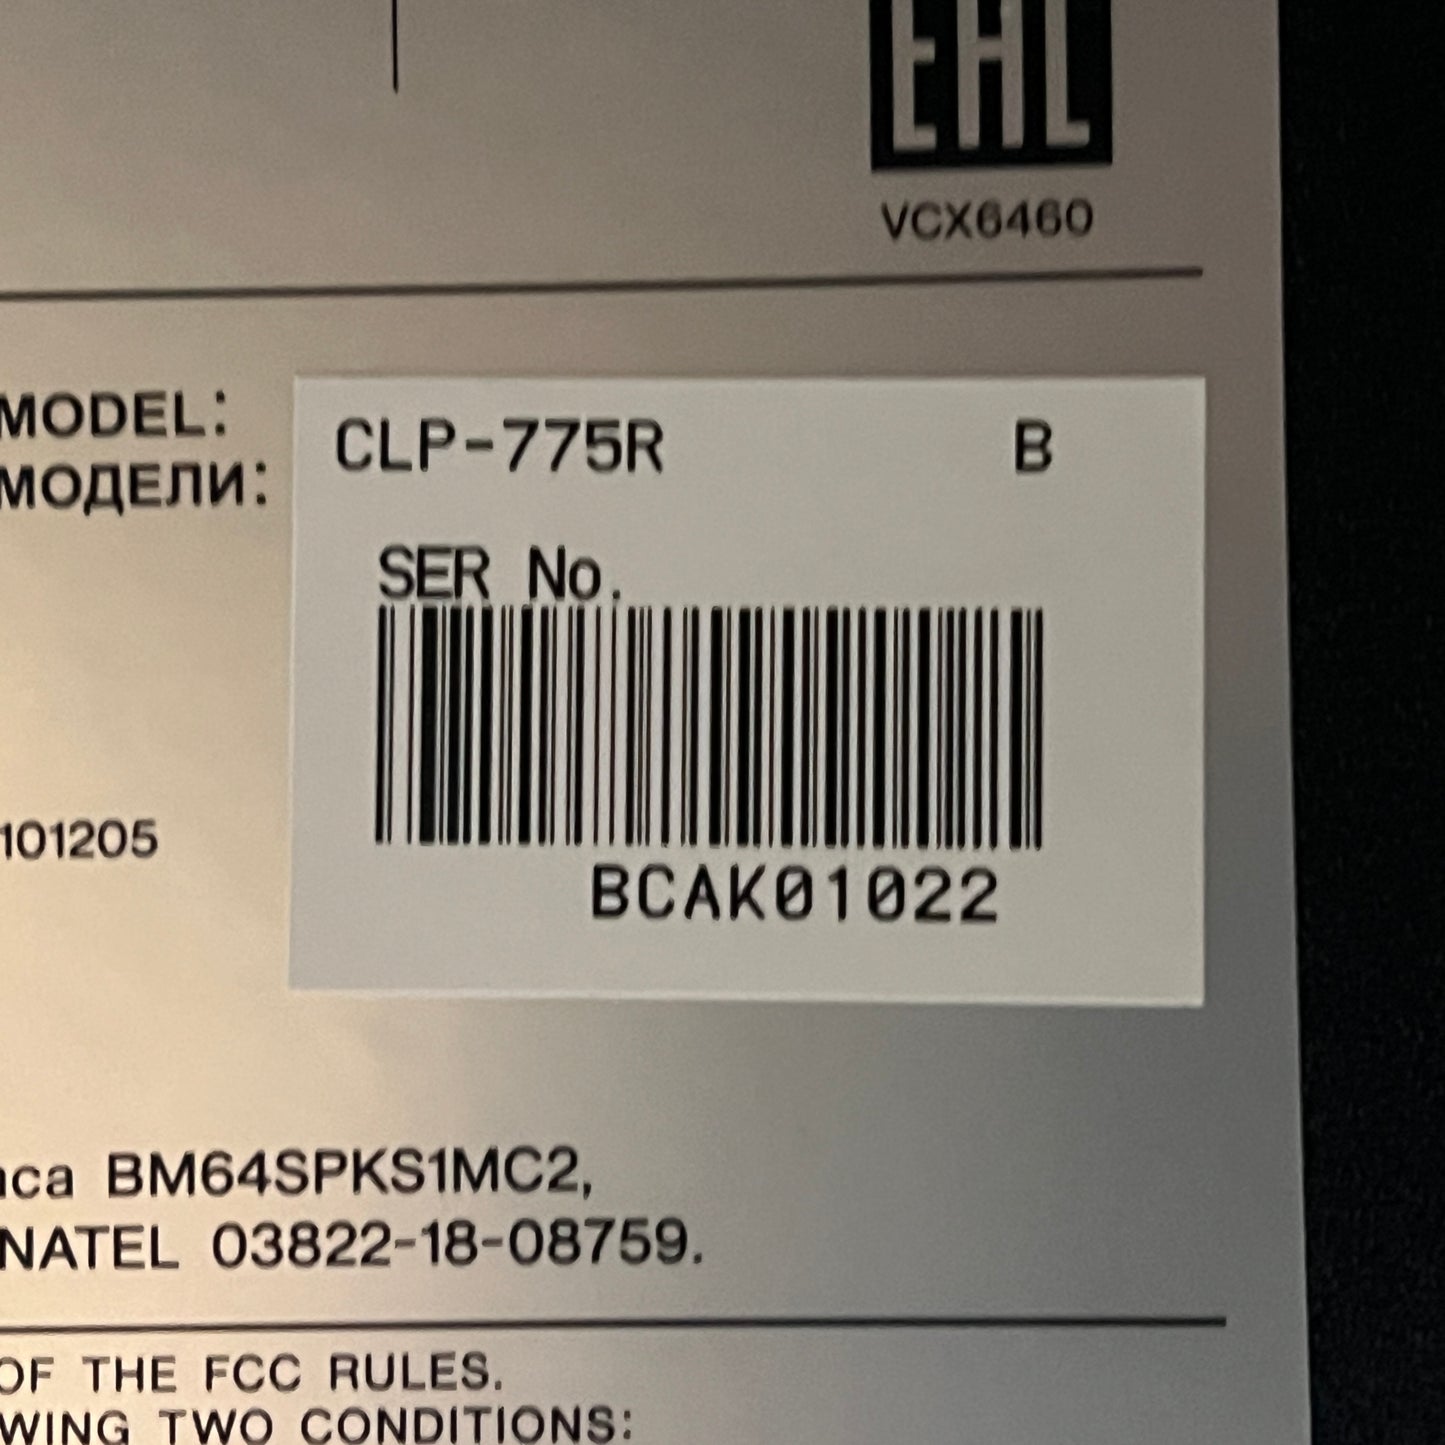 EAC
VCX6460
MODEL:
CLP-775R B
МОДЕЛИ:
SER No.
101205
BCAK01022
BM64SPKS1MC2,
NATEL 03822-18-08759.
OF THE FCC RULES.
WING TWO CONDITIONS: